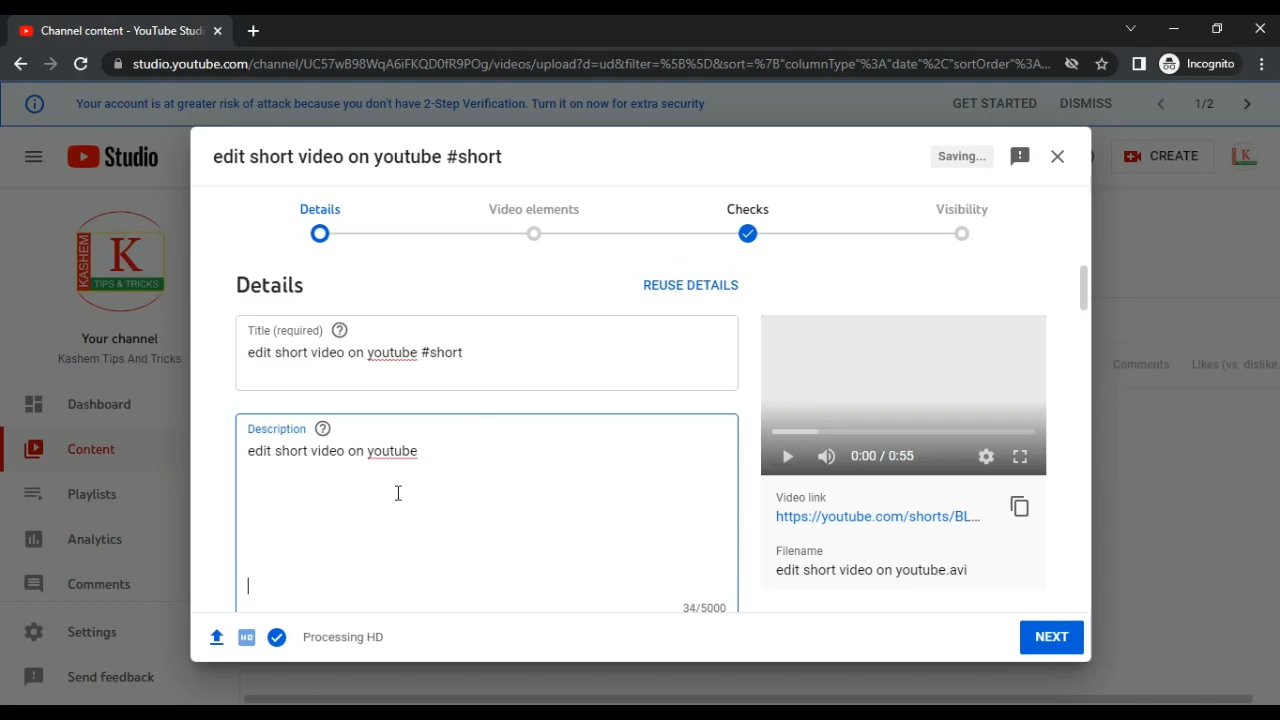 Channel content - YouTube Stud
studio.youtube.com/channel/UC57wB98WqA6iFKQD0fR9POg/videos/upload?d=ud&filter=%5B%5D&sort=%7B"columnType"%3A"date"%2C"sortOrder"%3A...
Incognito
Your account is at greater risk of attack because you don't have 2-Step Verification. Turn it on now for extra security
GET STARTED
DISMISS
1/2
Studio
edit short video on youtube #short
Saving...
CREATE
K
Details
Video elements
Checks
Visibility
KASHEM
K
TIPS & TRICKS
Your channel
Kashem Tips And Tricks
Dashboard
Content
Playlists
Analytics
Comments
Settings
Send feedback
Details
REUSE DETAILS
Title (required)
edit short video on youtube #short
Description
edit short video on youtube
34/5000
0:00 / 0:55
Video link
https://youtube.com/shorts/BL...
Filename
edit short video on youtube.avi
Comments
Likes (vs. dislike
HD
Processing HD
NEXT